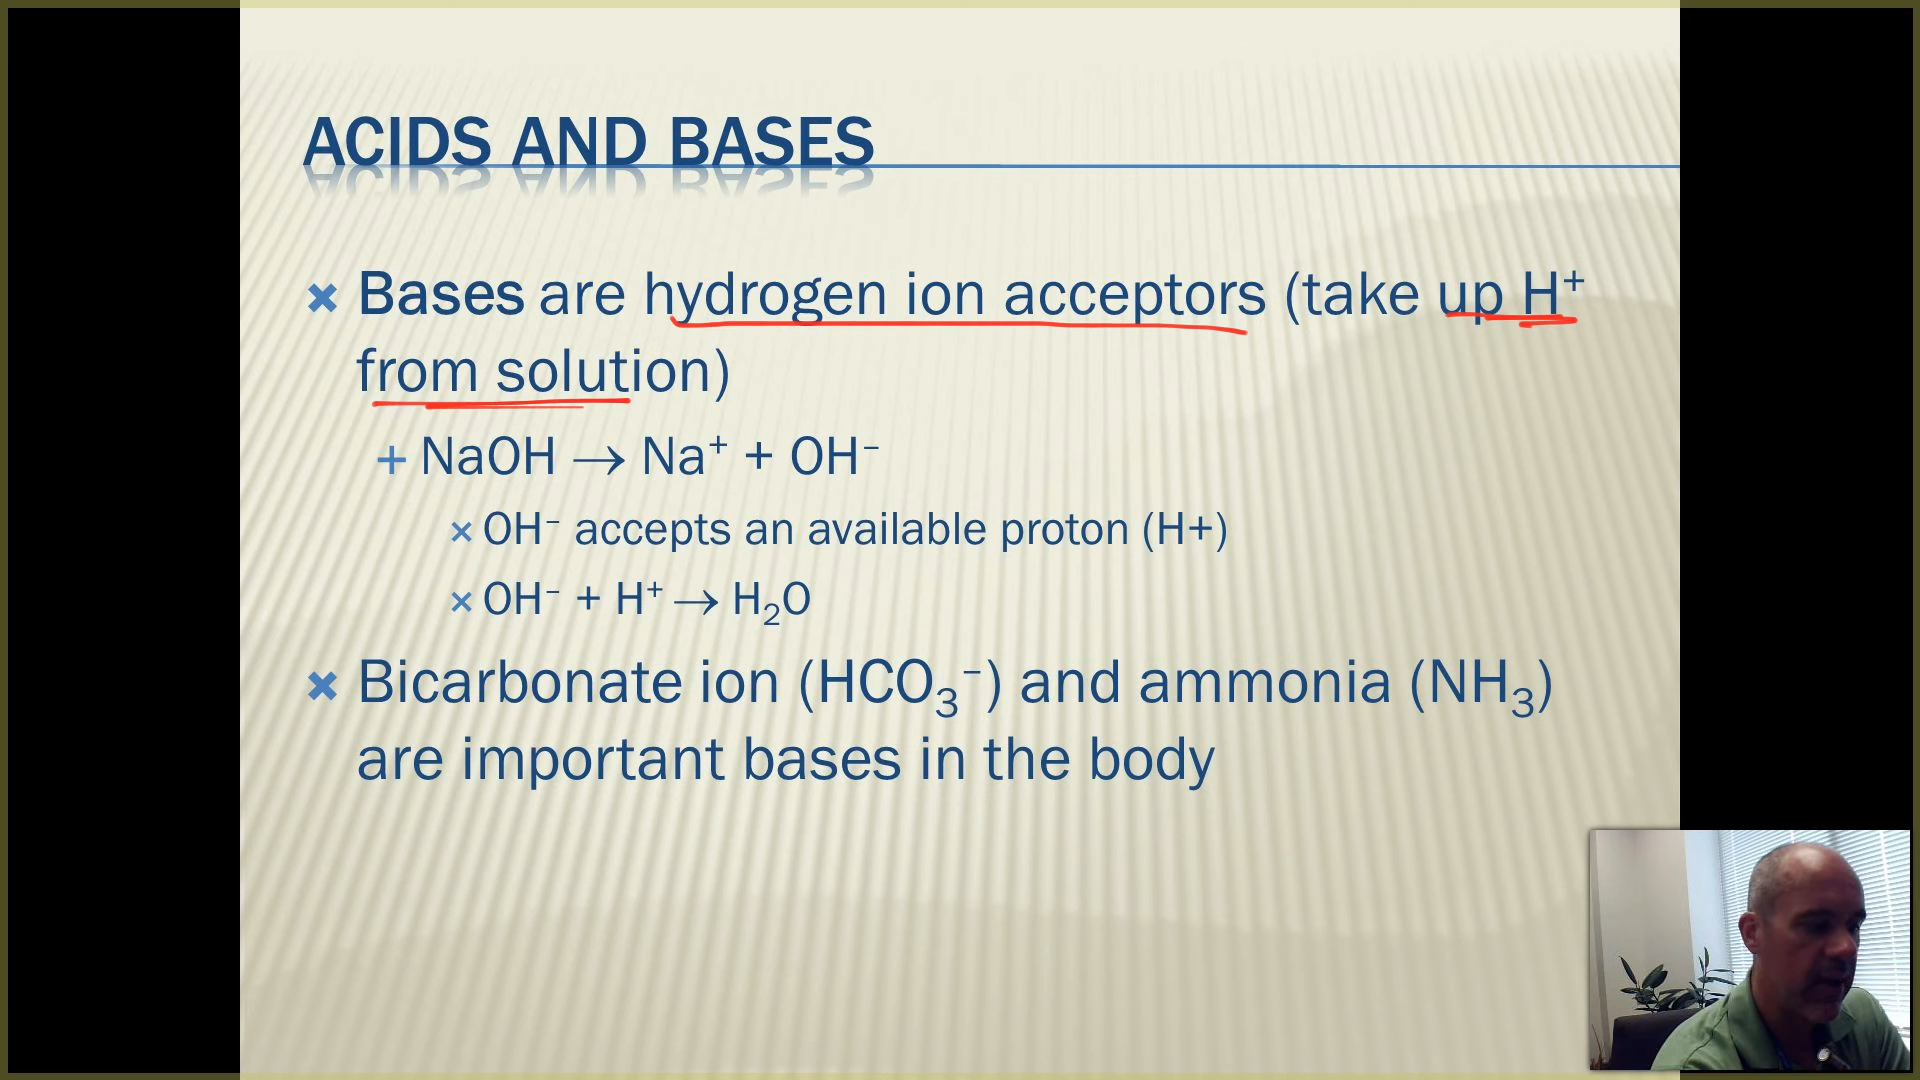 ACIDS AND BASES
Bases are hydrogen ion acceptors (take up H⁺
from solution)
NaOH → Na⁺ + OH⁻
OH⁻ accepts an available proton (H+)
OH⁻ + H⁺ → H₂O
Bicarbonate ion (HCO₃⁻) and ammonia (NH₃)
are important bases in the body